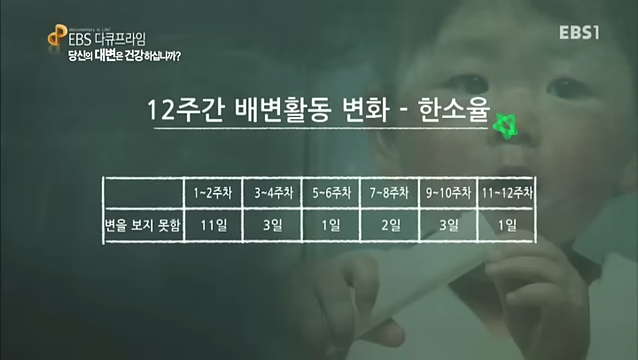 EBS 다큐프라임
EBS1
당신의 대변은 건강하십니까?
12주간 배변활동 변화 - 한소율
1~2주차 3~4주차 5~6주차 7~8주차 9~10주차 11~12주차
변을 보지 못함 11일 3일 1일 2일 3일 1일